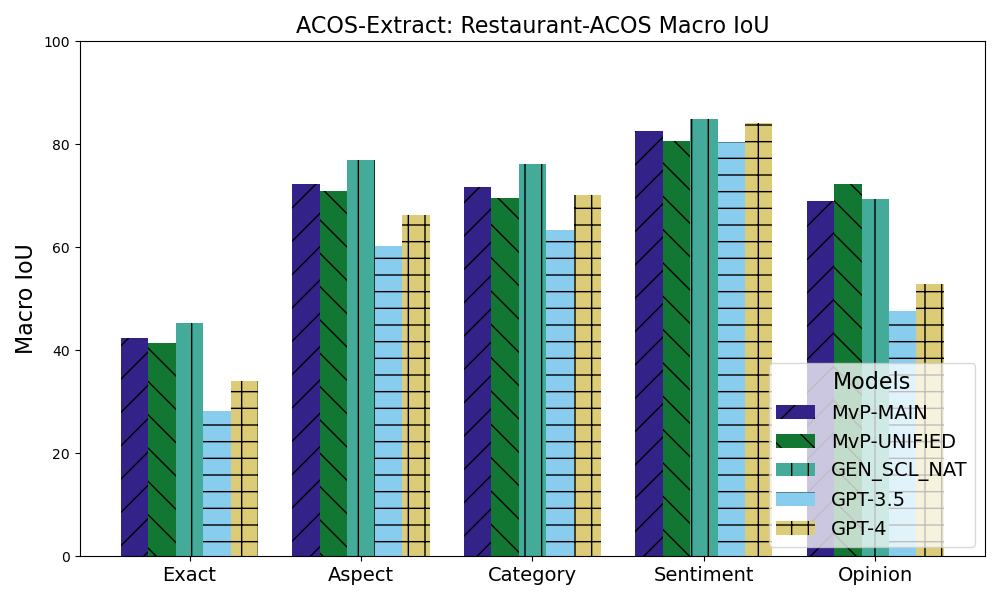 ACOS-Extract: Restaurant-ACOS Macro IoU
Macro IoU
100
80
60
40
20
0
Exact
Aspect
Category
Sentiment
Opinion
Models
MvP-MAIN
MvP-UNIFIED
GEN_SCL_NAT
GPT-3.5
GPT-4